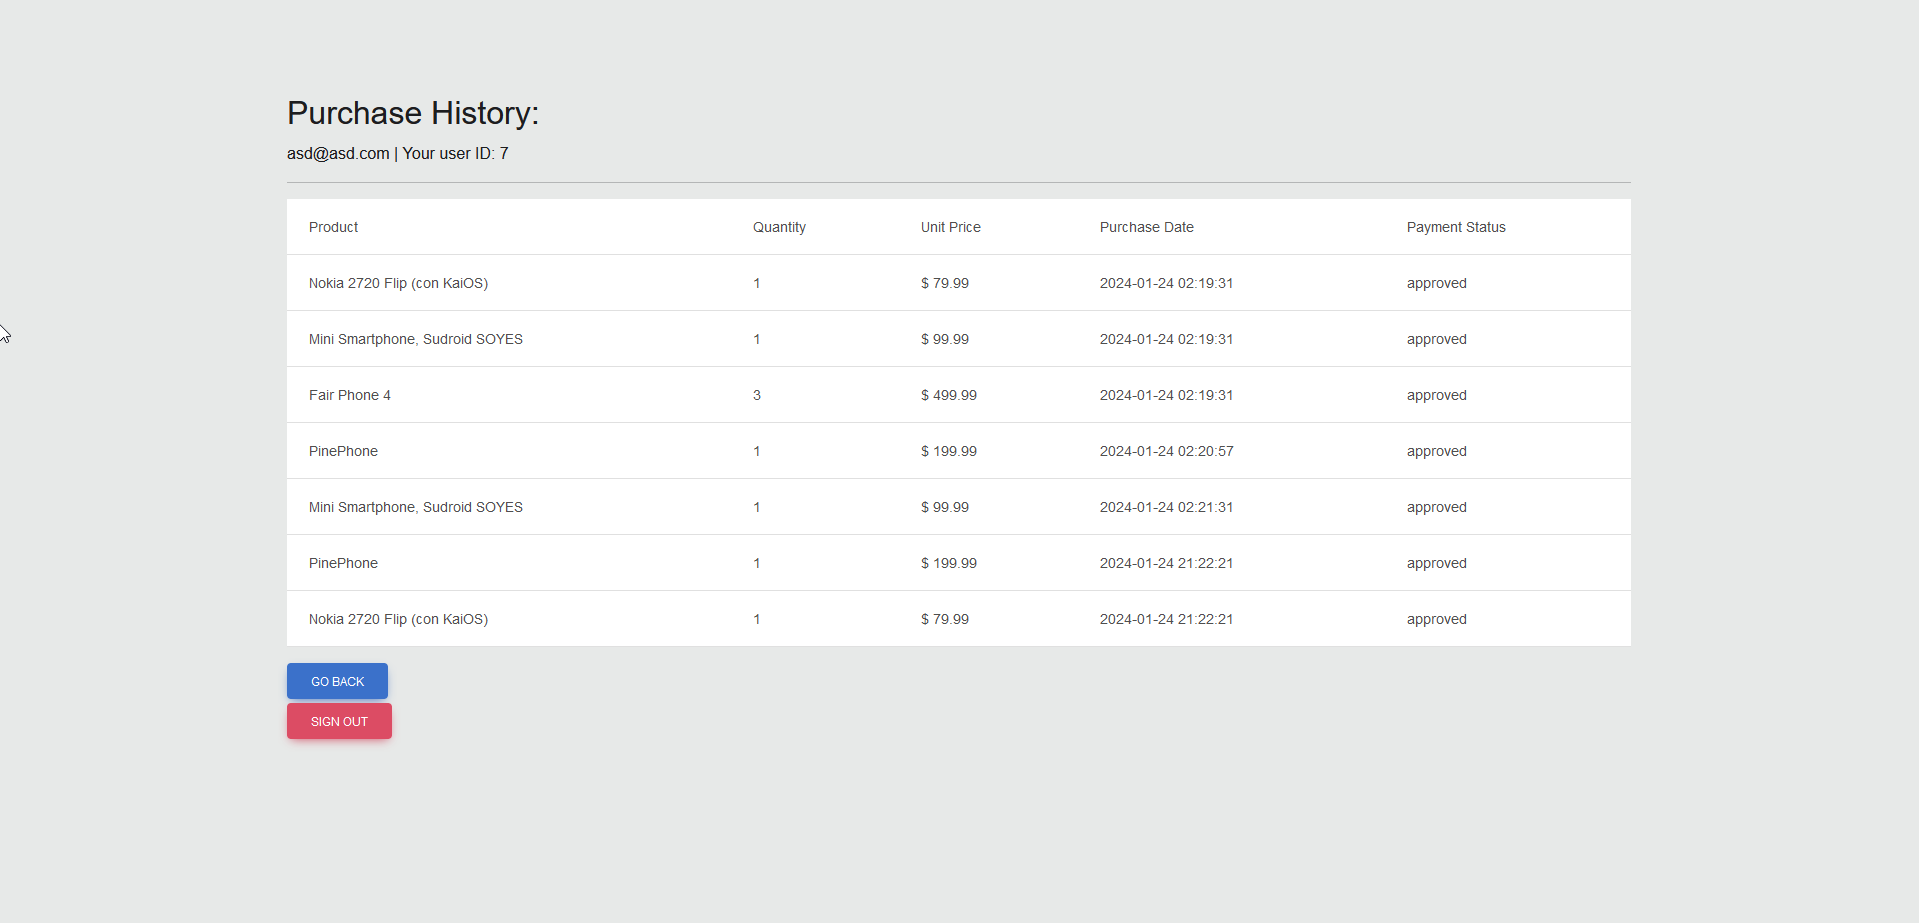 Purchase History:
asd@asd.com | Your user ID: 7
Product Quantity Unit Price Purchase Date Payment Status
Nokia 2720 Flip (con KaiOS) 1 $ 79.99 2024-01-24 02:19:31 approved
Mini Smartphone, Sudroid SOYES 1 $ 99.99 2024-01-24 02:19:31 approved
Fair Phone 4 3 $ 499.99 2024-01-24 02:19:31 approved
PinePhone 1 $ 199.99 2024-01-24 02:20:57 approved
Mini Smartphone, Sudroid SOYES 1 $ 99.99 2024-01-24 02:21:31 approved
PinePhone 1 $ 199.99 2024-01-24 21:22:21 approved
Nokia 2720 Flip (con KaiOS) 1 $ 79.99 2024-01-24 21:22:21 approved
GO BACK
SIGN OUT